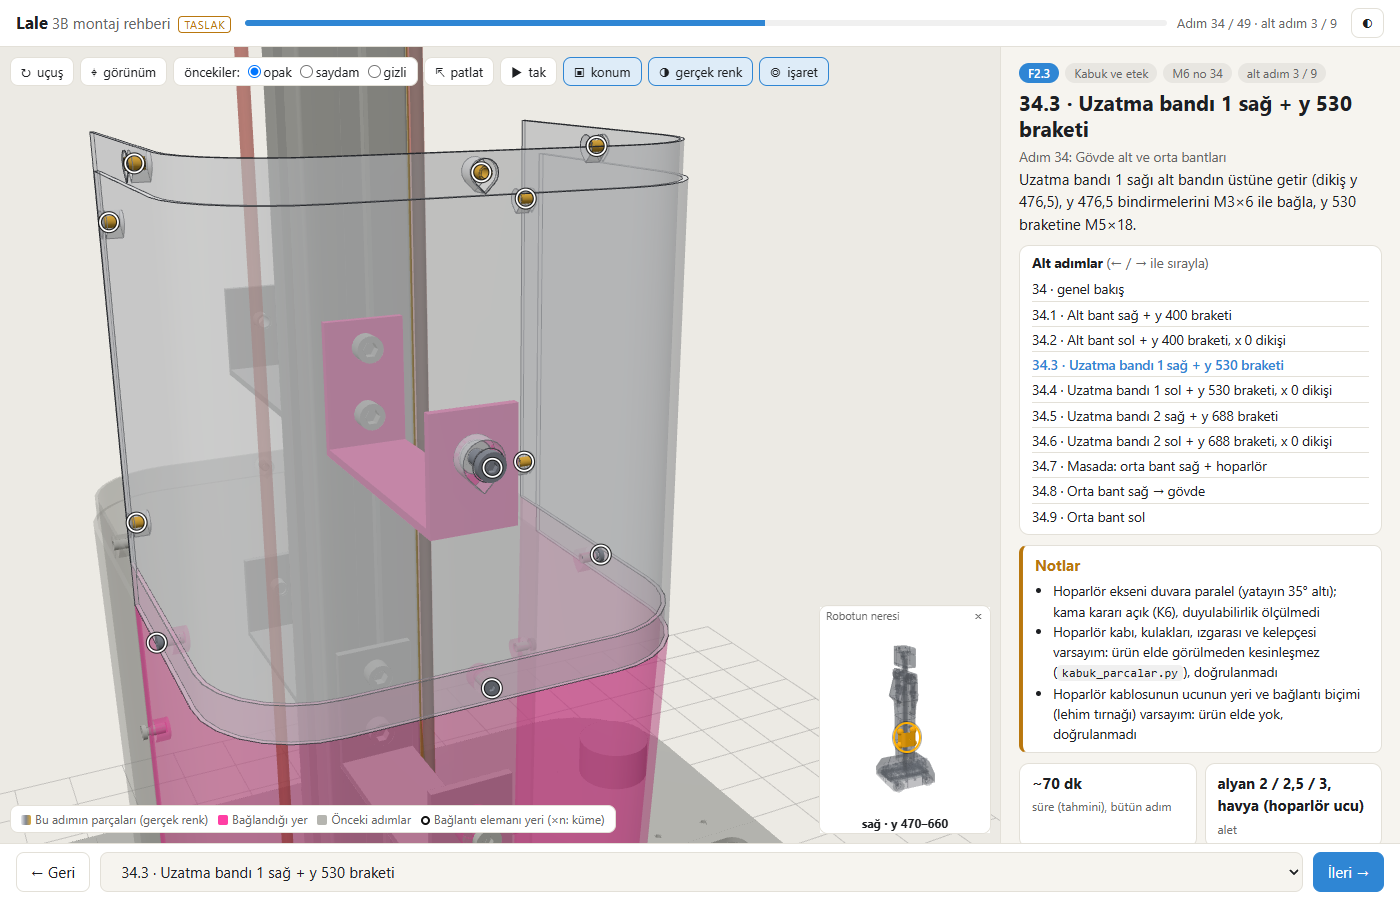 Lale 3B montaj rehberi TASLAK
Adım 34 / 49 · alt adım 3 / 9
↻ uçuş
⌖ görünüm
öncekiler: opak saydam gizli
⇱ patlat
▶ tak
▣ konum
◑ gerçek renk
◎ işaret
F2.3 Kabuk ve etek M6 no 34 alt adım 3 / 9
34.3 · Uzatma bandı 1 sağ + y 530
braketi
Adım 34: Gövde alt ve orta bantları
Uzatma bandı 1 sağı alt bandın üstüne getir (dikiş y
476,5), y 476,5 bindirmelerini M3×6 ile bağla, y 530
braketine M5×18.
Alt adımlar (← / → ile sırayla)
34 · genel bakış
34.1 · Alt bant sağ + y 400 braketi
34.2 · Alt bant sol + y 400 braketi, x 0 dikişi
34.3 · Uzatma bandı 1 sağ + y 530 braketi
34.4 · Uzatma bandı 1 sol + y 530 braketi, x 0 dikişi
34.5 · Uzatma bandı 2 sağ + y 688 braketi
34.6 · Uzatma bandı 2 sol + y 688 braketi, x 0 dikişi
34.7 · Masada: orta bant sağ + hoparlör
34.8 · Orta bant sağ → gövde
34.9 · Orta bant sol
Notlar
• Hoparlör ekseni duvara paralel (yatayın 35° altı);
kama kararı açık (K6), duyulabilirlik ölçülmedi
• Hoparlör kabı, kulakları, ızgarası ve kelepçesi
varsayım: ürün elde görülmeden kesinleşmez
(kabuk_parcalar.py), doğrulanmadı
• Hoparlör kablosunun ucunun yeri ve bağlantı biçimi
(lehim tırnağı) varsayım: ürün elde yok,
doğrulanmadı
~70 dk
süre (tahmini), bütün adım
alyan 2 / 2,5 / 3,
havya (hoparlör ucu)
alet
Robotun neresi ×
sağ · y 470–660
Bu adımın parçaları (gerçek renk) Bağlandığı yer Önceki adımlar Bağlantı elemanı yeri (×n: küme)
← Geri
34.3 · Uzatma bandı 1 sağ + y 530 braketi
İleri →